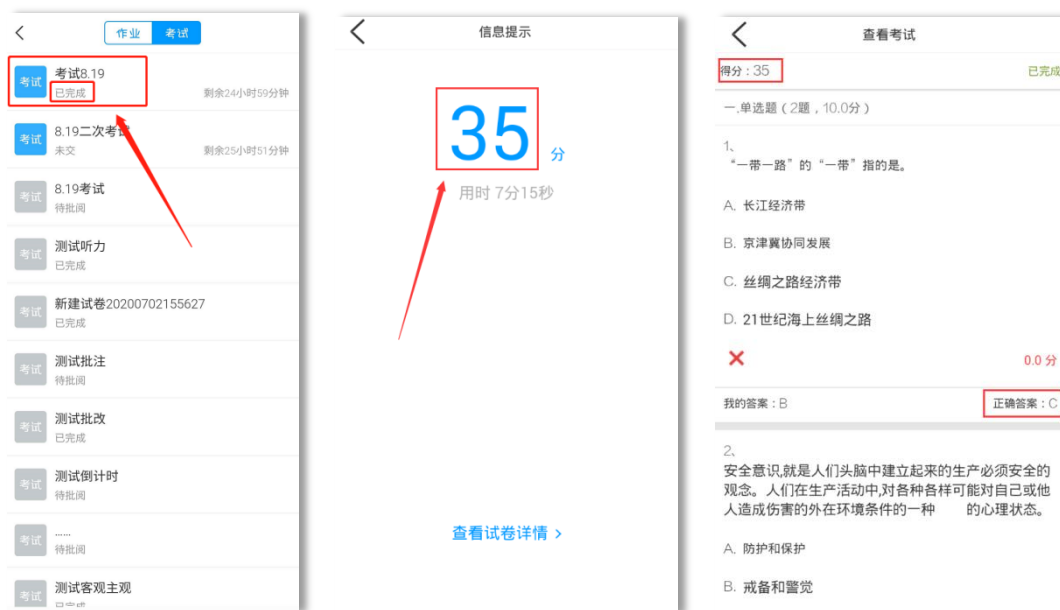 作业 考试
考试 考试8.19
已完成 剩余24小时59分钟
考试 8.19二次考试
未交 剩余25小时51分钟
考试 8.19考试
待批阅
考试 测试听力
已完成
考试 新建试卷20200702155627
已完成
考试 测试批注
待批阅
考试 测试批改
已完成
考试 测试倒计时
待批阅
考试 ......
待批阅
考试 测试客观主观
已完成
信息提示
35 分
用时 7分15秒
查看试卷详情 >
查看考试
得分：35 已完成
一.单选题（2题，10.0分）
1、
“一带一路”的“一带”指的是。
A. 长江经济带
B. 京津冀协同发展
C. 丝绸之路经济带
D. 21世纪海上丝绸之路
0.0 分
我的答案：B 正确答案：C
2、
安全意识,就是人们头脑中建立起来的生产必须安全的
观念。人们在生产活动中,对各种各样可能对自己或他
人造成伤害的外在环境条件的一种 的心理状态。
A. 防护和保护
B. 戒备和警觉